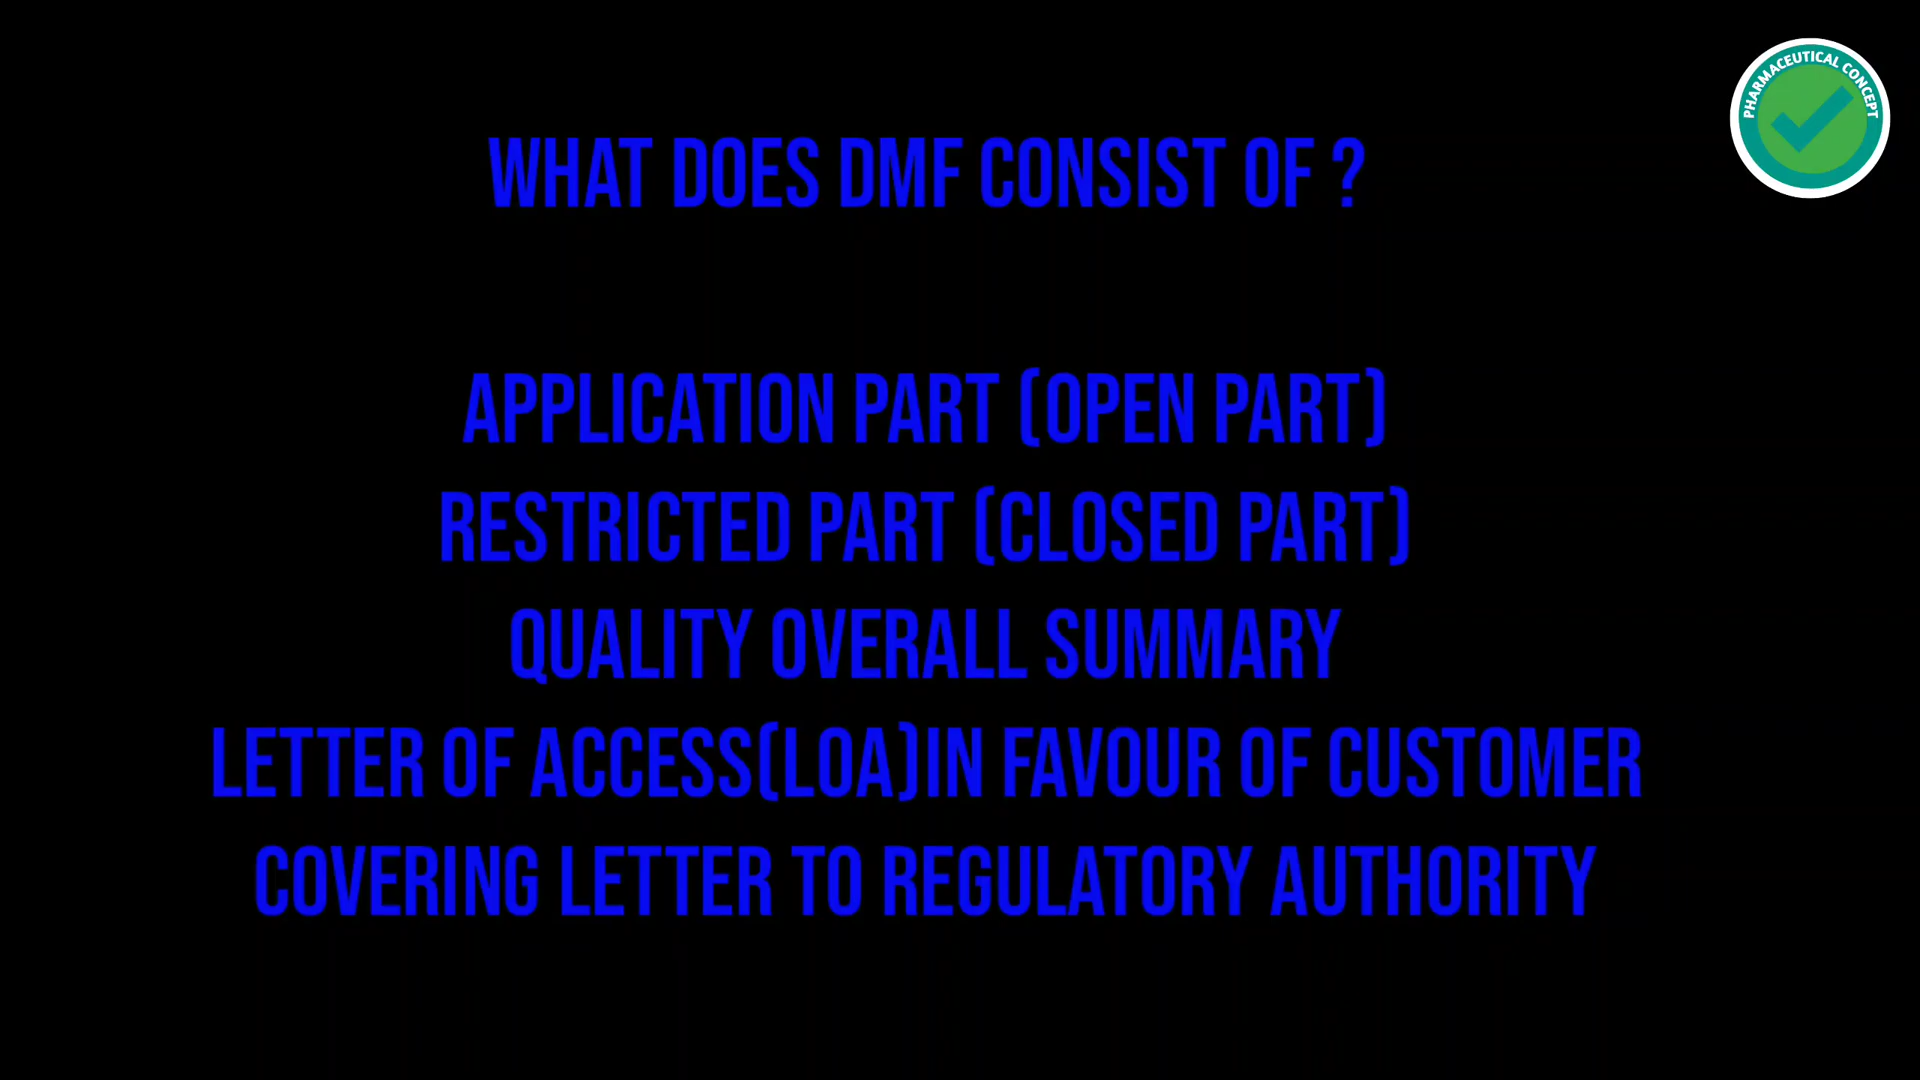 PHARMACEUTICAL CONCEPT
WHAT DOES DMF CONSIST OF ?
APPLICATION PART (OPEN PART)
RESTRICTED PART (CLOSED PART)
QUALITY OVERALL SUMMARY
LETTER OF ACCESS(LOA)IN FAVOUR OF CUSTOMER
COVERING LETTER TO REGULATORY AUTHORITY